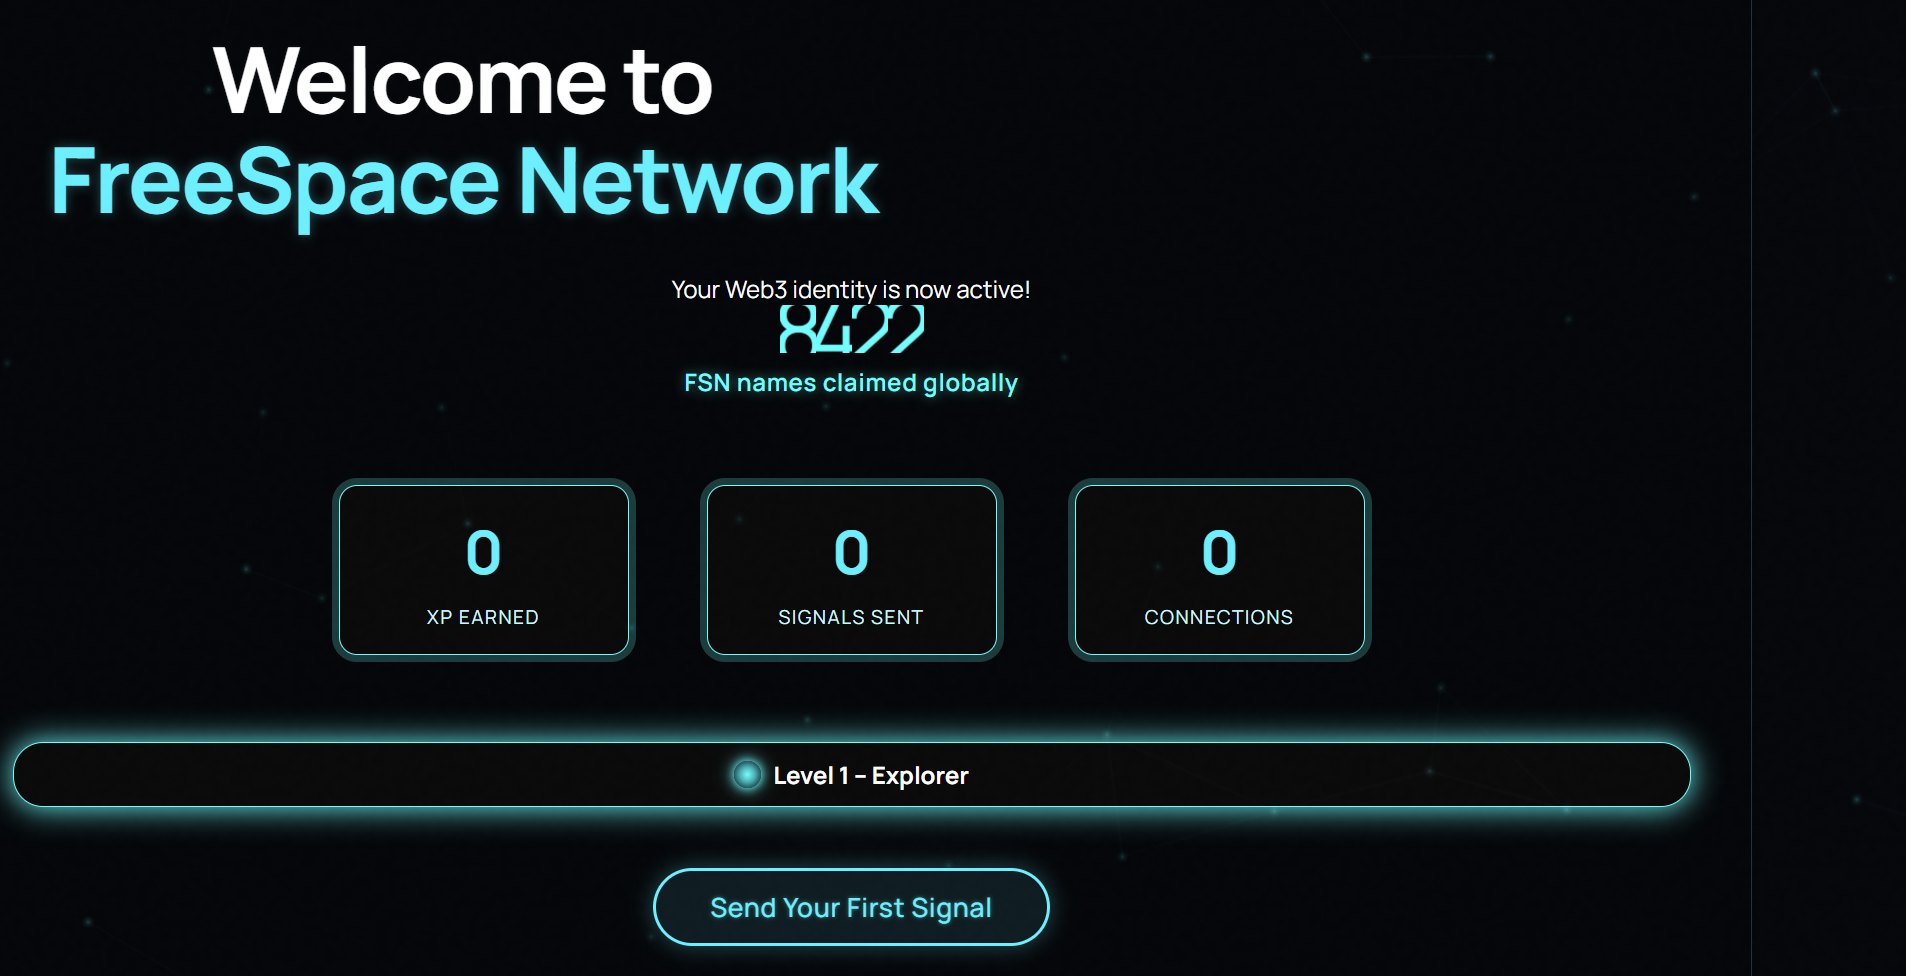 Welcome to
FreeSpace Network
Your Web3 identity is now active!
8422
FSN names claimed globally
0
XP EARNED
0
SIGNALS SENT
0
CONNECTIONS
Level 1 – Explorer
Send Your First Signal